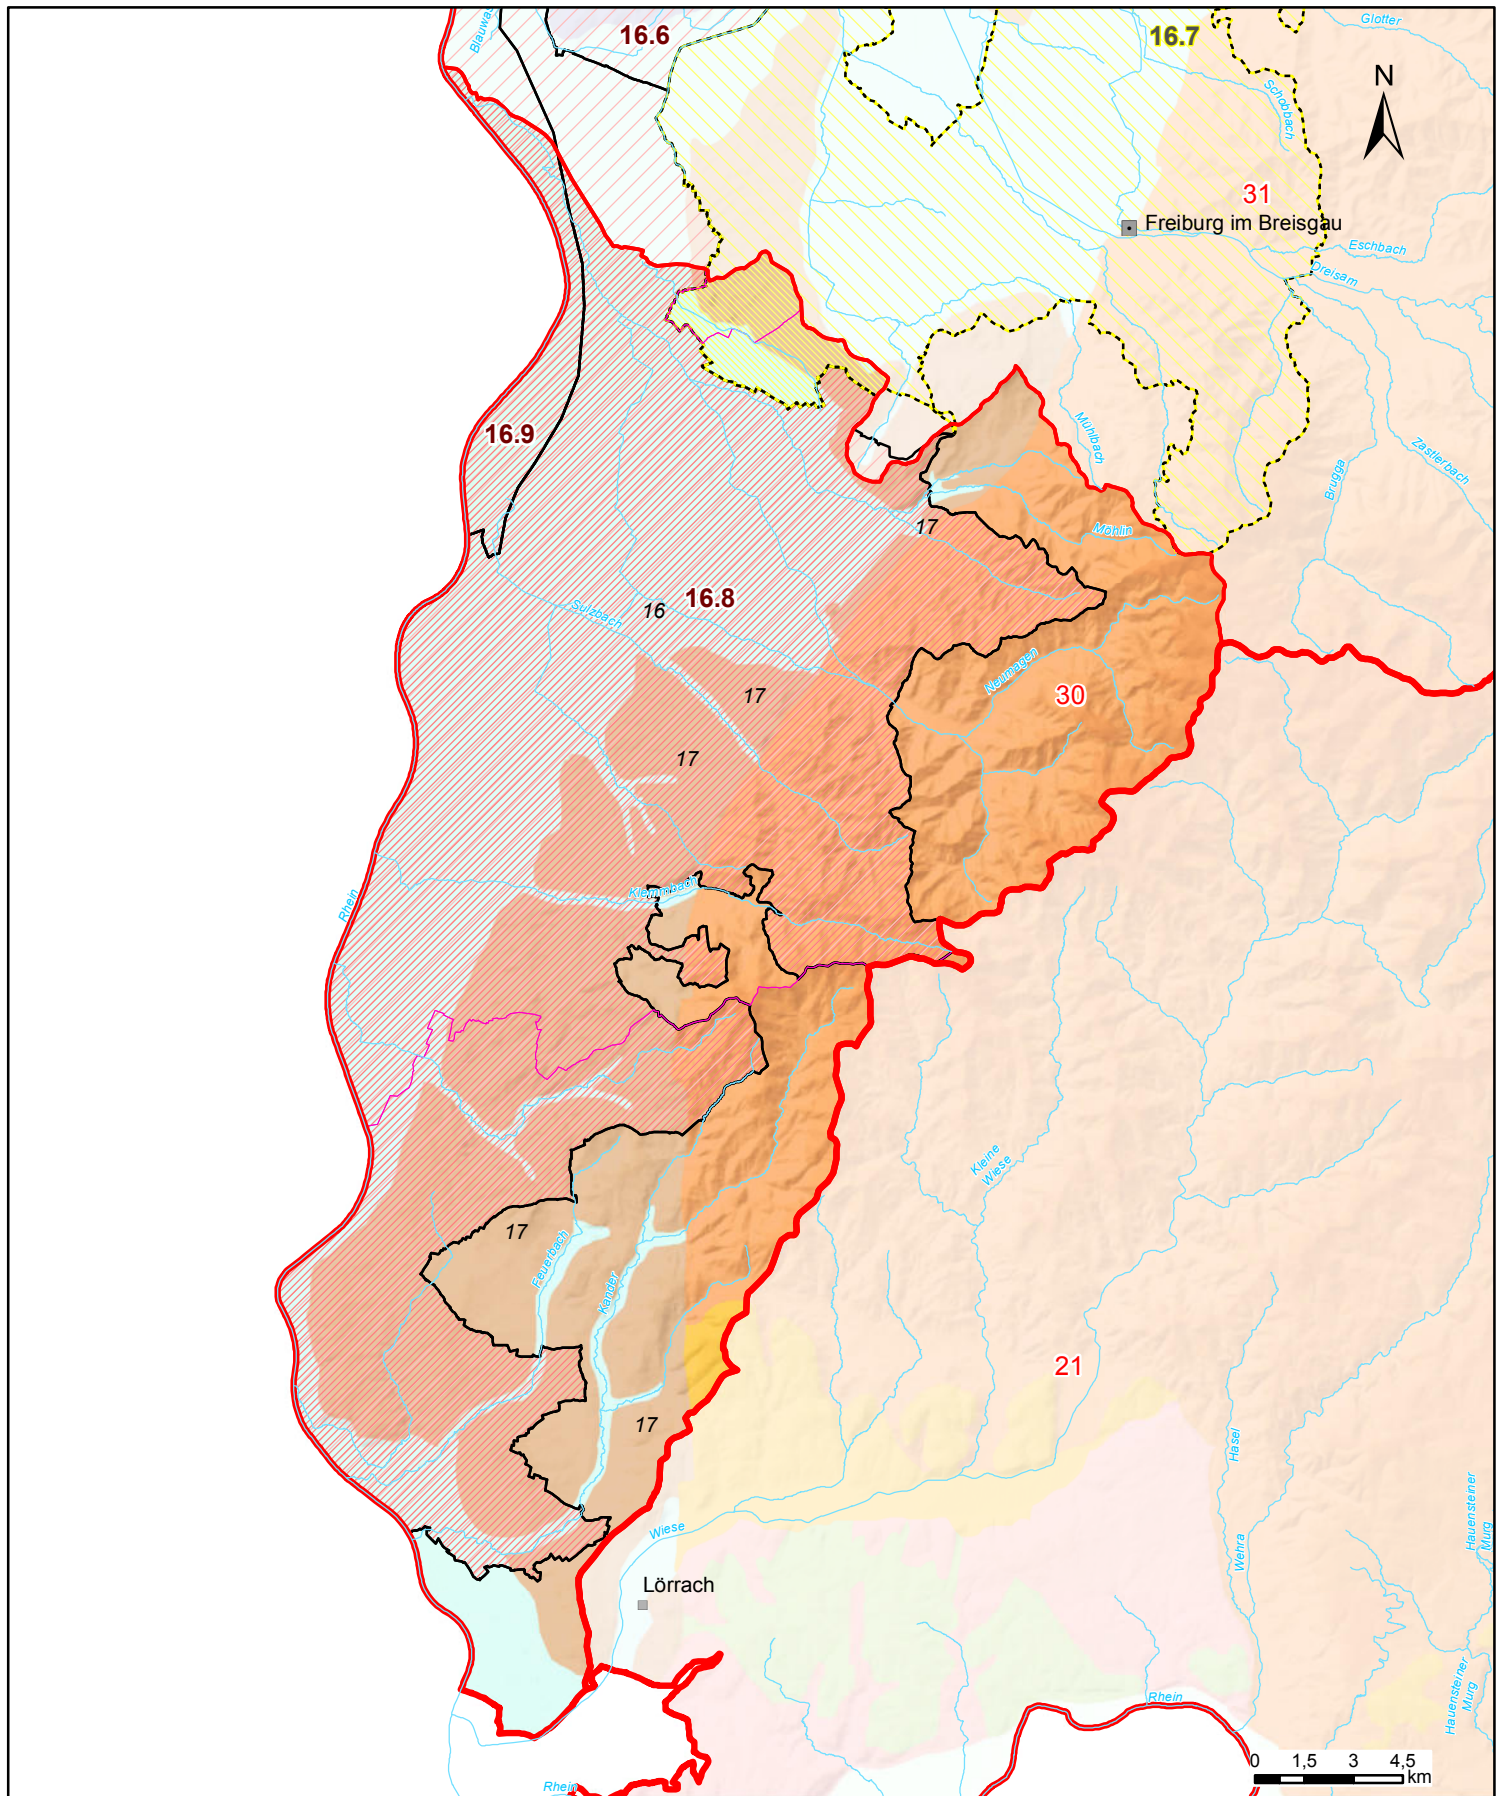 16.6
16.7
Glotter
Blauwas
N
Schobbach
31
Freiburg im Breisgau
Eschbach
Dreisam
16.9
Mühlbach
Zastlerbach
Brugga
17
Möhlin
16.8
16
Sulzbach
Neumagen
30
17
17
Klemmbach
Rhein
Kleine
Wiese
17
Feuerbach
Kander
21
17
Hasel
Wiese
Wehra
Hauensteiner
Murg
Lörrach
Hauensteiner
Murg
Rhein
0 1,5 3 4,5
km
Rhein